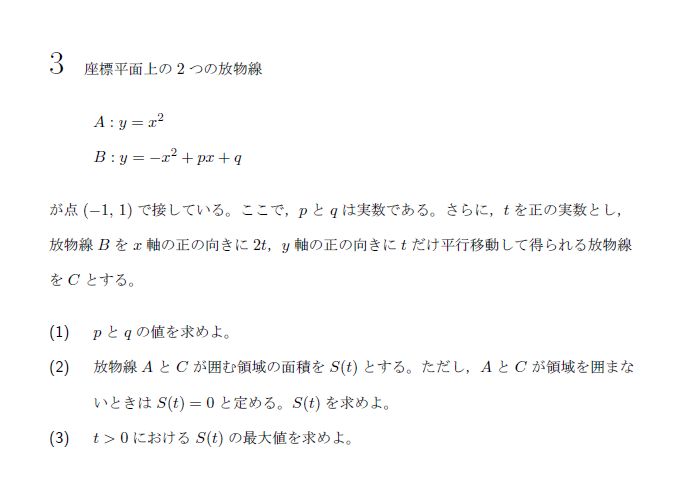 3 座標平面上の 2 つの放物線
A : y = x²
B : y = −x² + px + q
が点 (−1, 1) で接している。ここで，p と q は実数である。さらに，t を正の実数とし，
放物線 B を x 軸の正の向きに 2t，y 軸の正の向きに t だけ平行移動して得られる放物線
を C とする。
(1) p と q の値を求めよ。
(2) 放物線 A と C が囲む領域の面積を S(t) とする。ただし，A と C が領域を囲まな
いときは S(t) = 0 と定める。S(t) を求めよ。
(3) t > 0 における S(t) の最大値を求めよ。